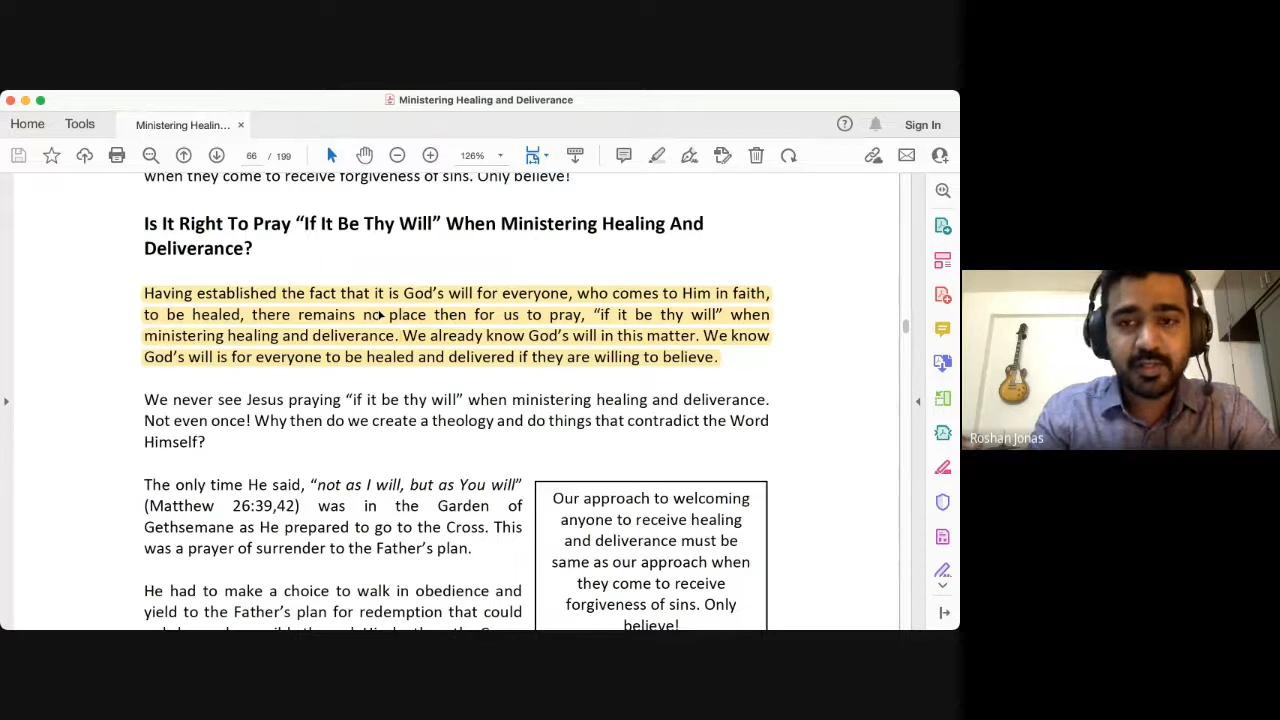 Ministering Healing and Deliverance
Home
Tools
Ministering Healin...
Sign In
66 / 199
126%
when they come to receive forgiveness of sins. Only believe!
Is It Right To Pray “If It Be Thy Will” When Ministering Healing And
Deliverance?
Having established the fact that it is God’s will for everyone, who comes to Him in faith,
to be healed, there remains no place then for us to pray, “if it be thy will” when
ministering healing and deliverance. We already know God’s will in this matter. We know
God’s will is for everyone to be healed and delivered if they are willing to believe.
We never see Jesus praying “if it be thy will” when ministering healing and deliverance.
Not even once! Why then do we create a theology and do things that contradict the Word
Himself?
The only time He said, “not as I will, but as You will”
(Matthew 26:39,42) was in the Garden of
Gethsemane as He prepared to go to the Cross. This
was a prayer of surrender to the Father’s plan.
He had to make a choice to walk in obedience and
yield to the Father’s plan for redemption that could
Our approach to welcoming
anyone to receive healing
and deliverance must be
same as our approach when
they come to receive
forgiveness of sins. Only
believe!
Roshan Jonas